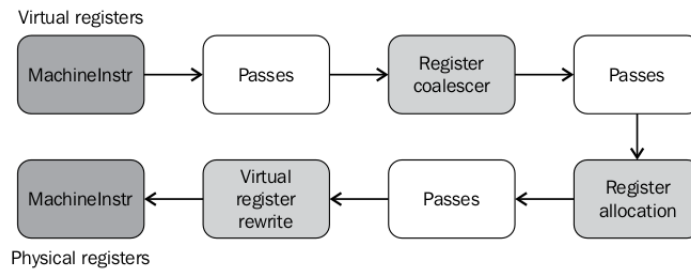 Virtual registers
MachineInstr
Passes
Register
coalescer
Passes
MachineInstr
Virtual
register
rewrite
Passes
Register
allocation
Physical registers